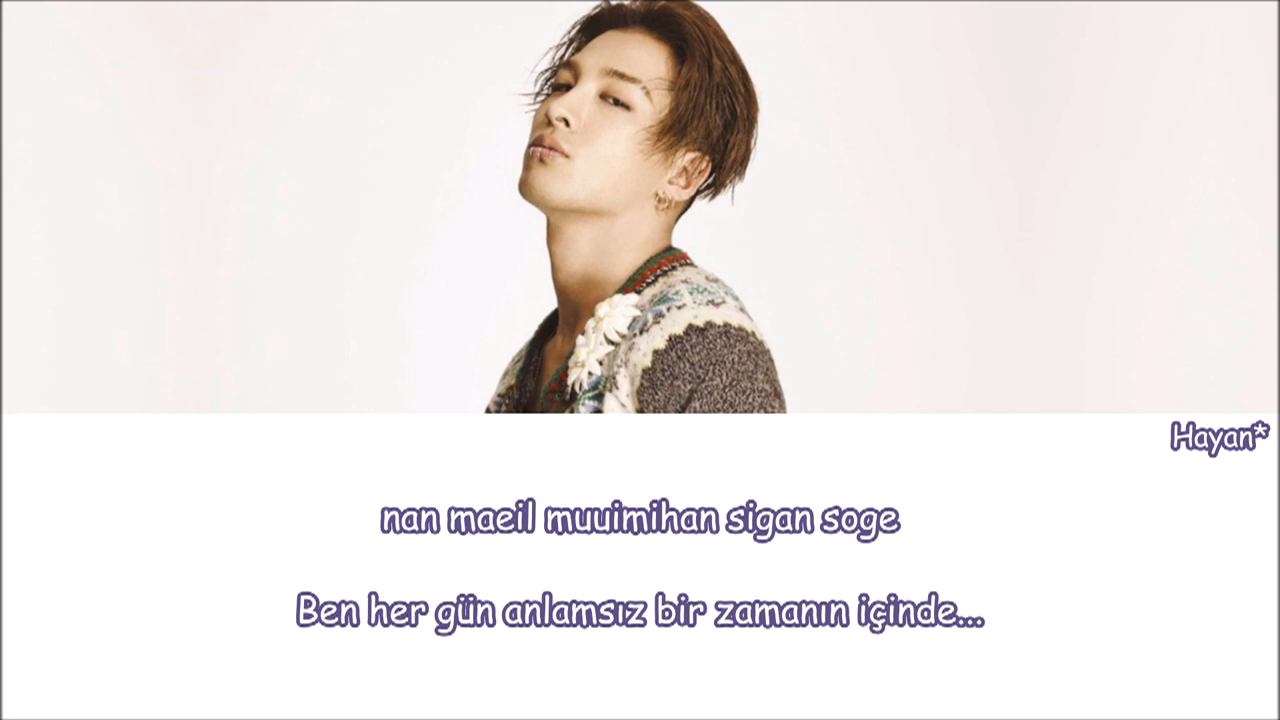 Hayan*
nan maeil muuimihan sigan soge
Ben her gün anlamsız bir zamanın içinde...